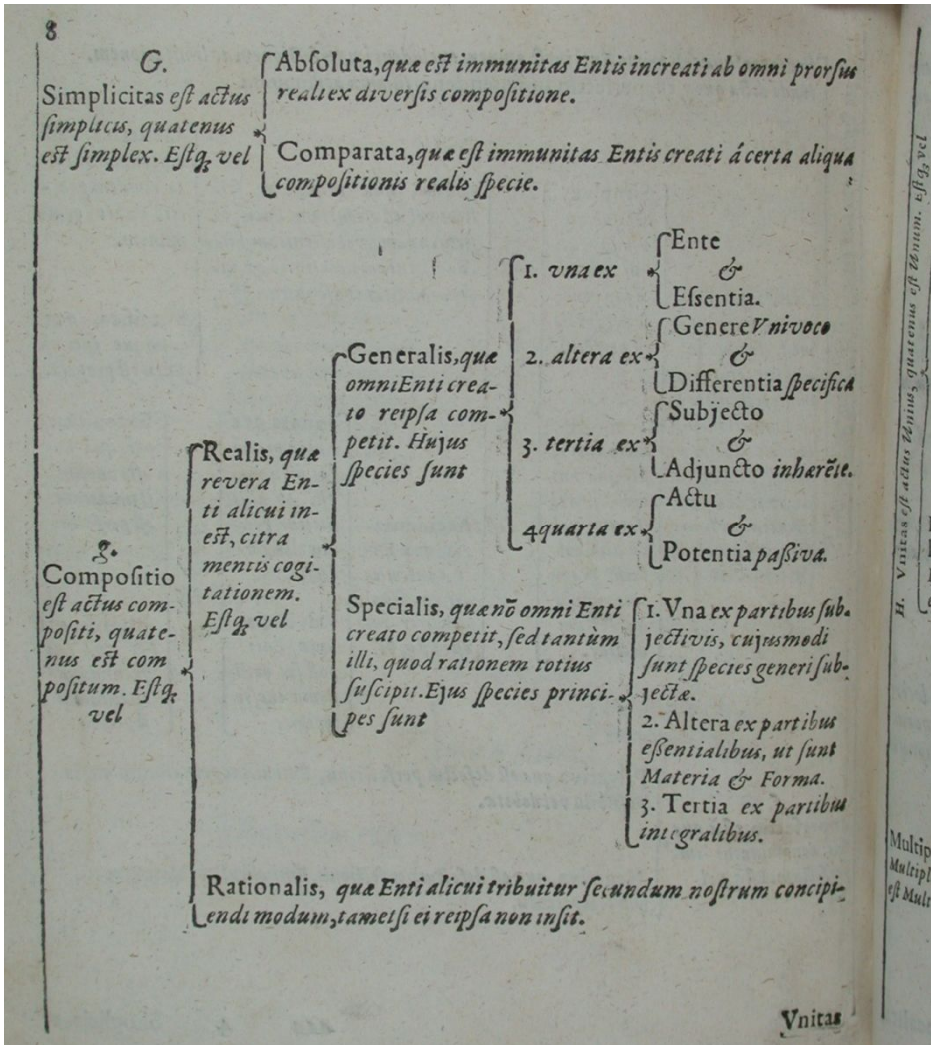 8
G.
Simplicitas est actus
simplicis, quatenus
est simplex. Estq; vel
Absoluta, quæ est immunitas Entis increati ab omni prorsus
reali ex diversis compositione.
Comparata, quæ est immunitas Entis creati á certa aliqua
compositionis realis specie.
g.
Compositio
est actus com-
positi, quate-
nus est com
positum. Estq;
vel
Realis, quæ
revera En-
ti alicui in-
est, citra
mentis cogi-
tationem.
Estq; vel
Generalis, quæ
omni Enti crea-
to reipsa com-
petit. Hujus
species sunt
1. vna ex
Ente
&
Essentia.
2. altera ex
Genere Vnivoco
&
Differentia specifica
3. tertia ex
Subjecto
&
Adjuncto inhærẽte.
4 quarta ex
Actu
&
Potentia passiva.
Specialis, quæ nõ omni Enti
creato competit, sed tantùm
illi, quod rationem totius
suscipit. Ejus species princi-
pes sunt
1. Vna ex partibus sub-
jectivis, cujusmodi
sunt species generi sub-
jectæ.
2. Altera ex partibus
essentialibus, ut sunt
Materia & Forma.
3. Tertia ex partibus
integralibus.
Rationalis, quæ Enti alicui tribuitur secundum nostrum concipi-
endi modum, tametsi ei reipsa non insit.
Vnitas
H. Vnitas est actus Unius, quatenus est Unum. Estq; vel
Multip
Multipl
est Mult